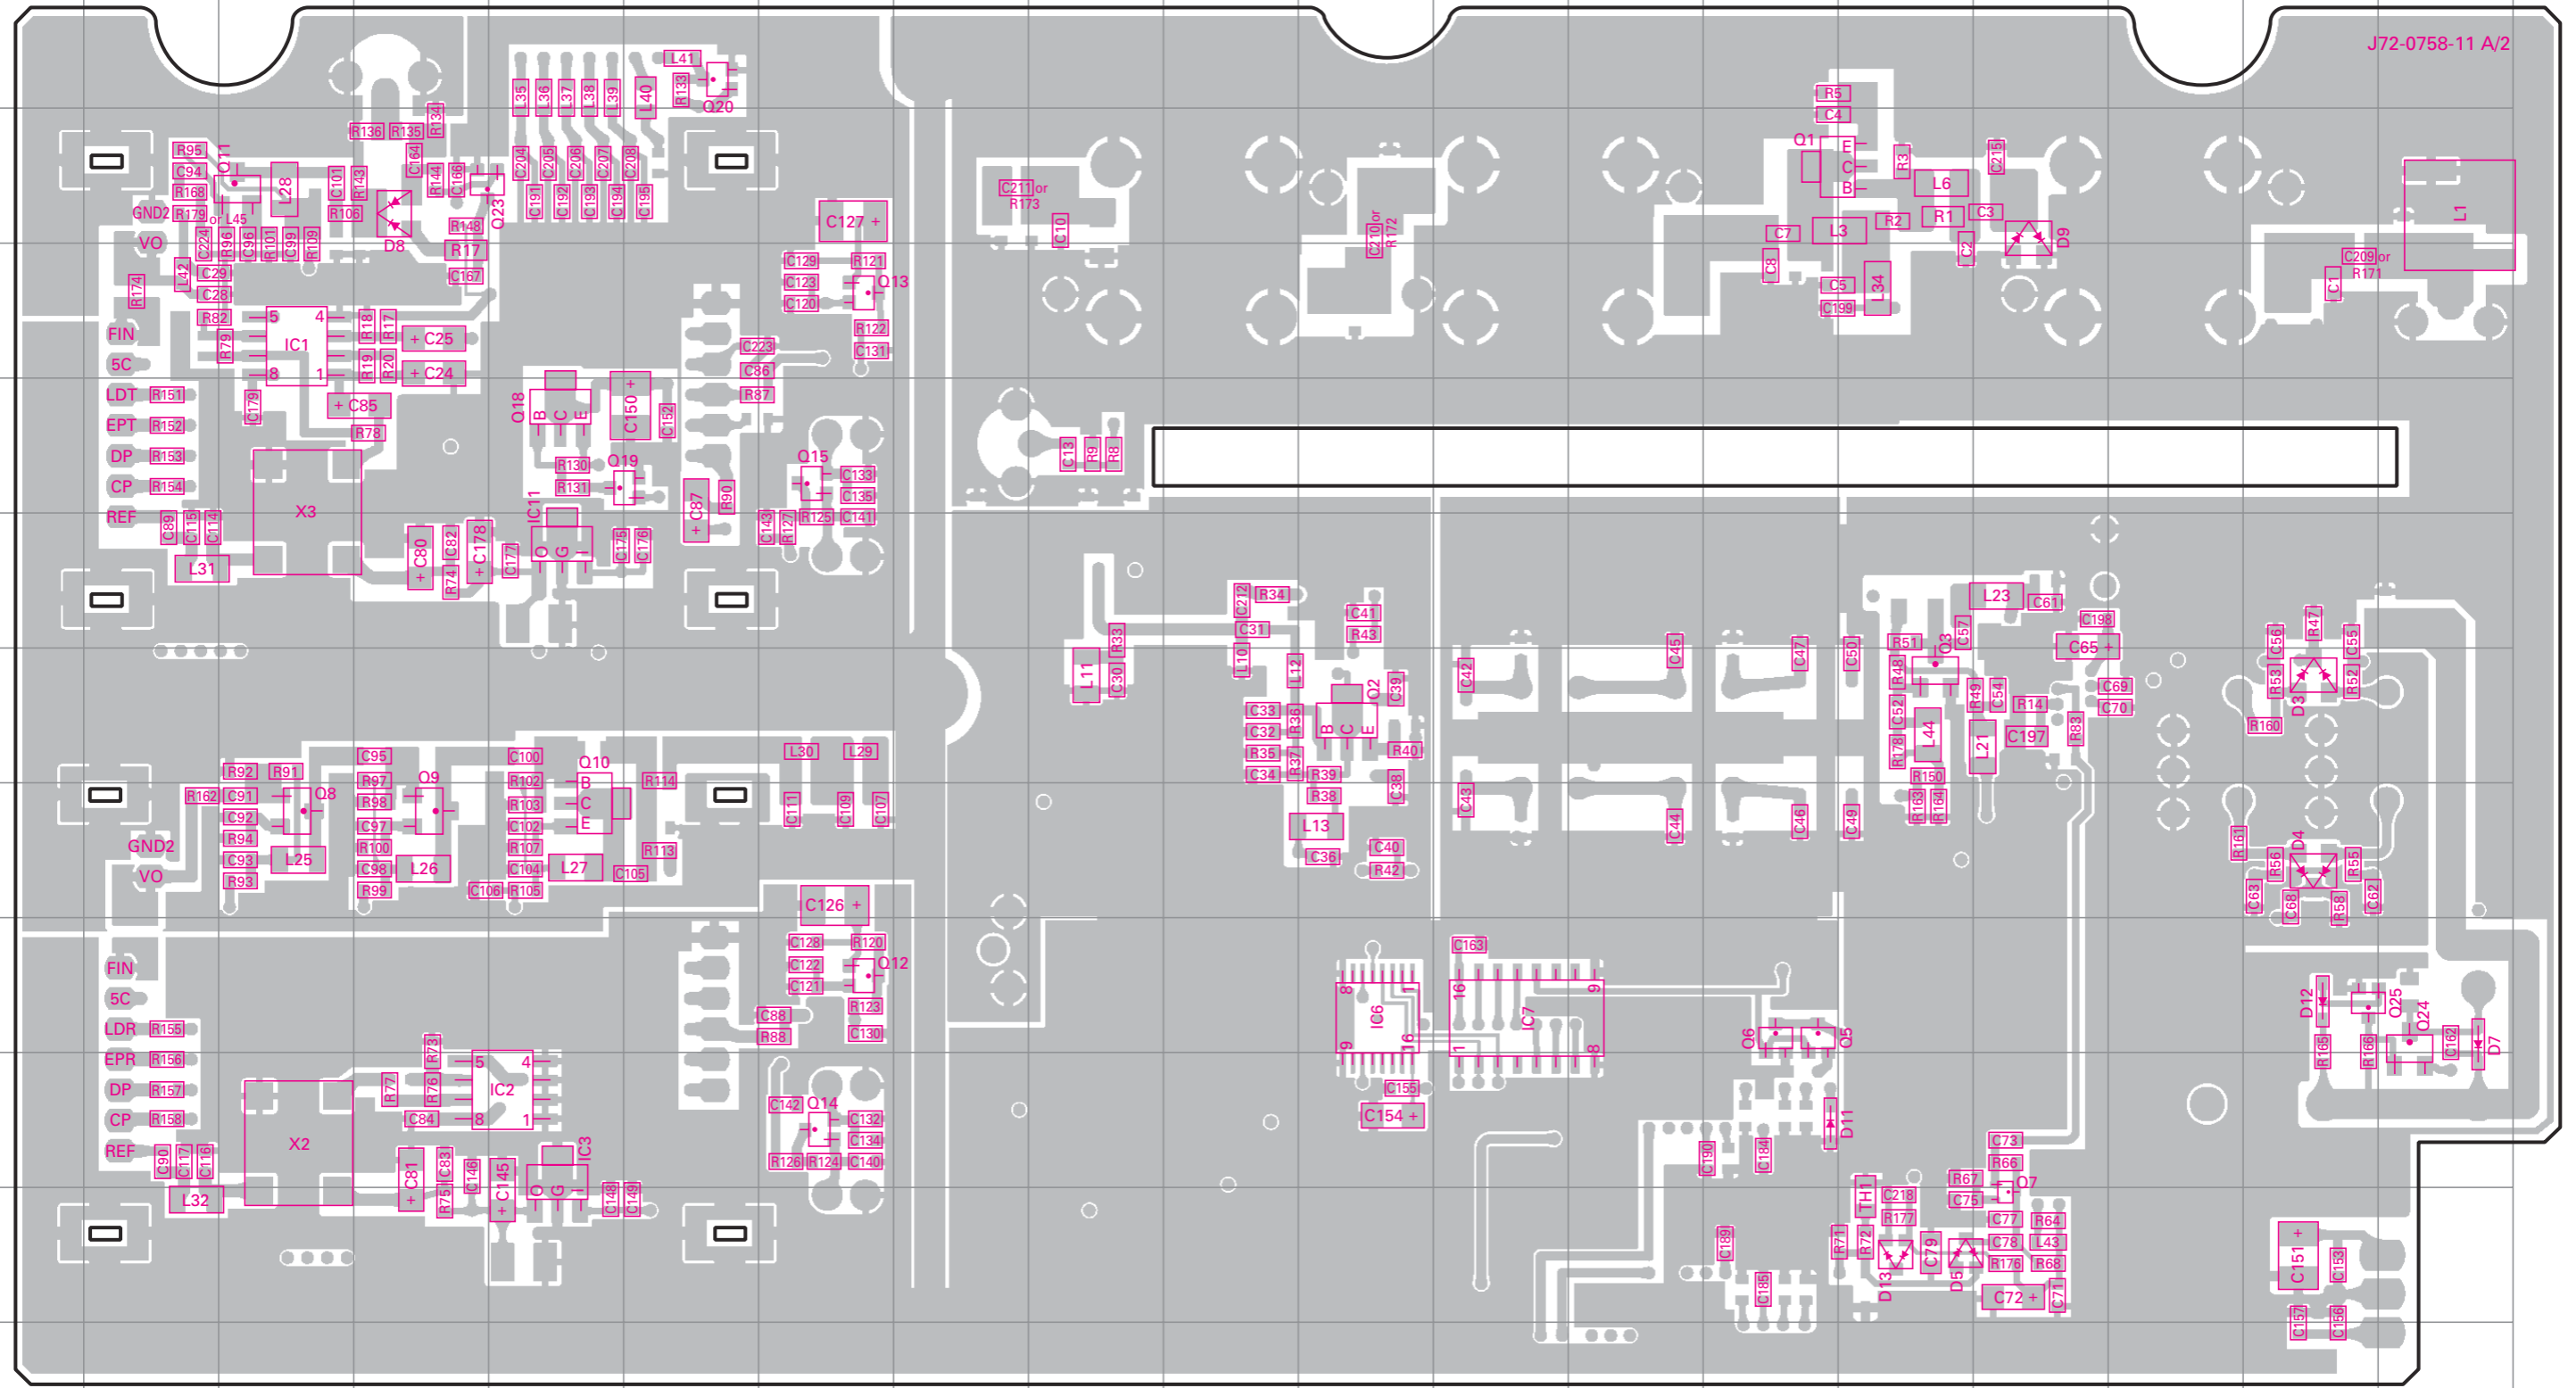 J72-0758-11 A/2
L41
L35 L36 L37 L38 L39 L40 R133 Q20
R136 R135 R134
C164
R95
C94
R168
R179 or L45
Q11
L28
C101 R143
R106
R144 C166
Q23
R148
R17
C167
D8
C204 C205 C206 C207 C208
C191 C192 C193 C194 C195
GND2
VO
C224 R96 C96 R101 C99 R109
R174 L42
C29
C28
R82
R79
5 4
IC1
8 1
R18 R17
R19 R20
+ C25
+ C24
+ C85
R78
C179
FIN
5C
LDT R151
EPT R152
DP R153
CP R154
REF
C89 C115 C114
L31
X3
C80 +
C82
R74
C178 +
C177
Q18
B C E
C150 +
C152
R130
R131
Q19
IC11
O G I
C175 C176
C127 +
C129 R121
C123
C120
Q13
R122
C131
C223
C86
R87
C87 +
R90
Q15
C133
C135
C143 R127 R125 C141
C211 or
R173
C10
C210 or
R172
C13 R9 R8
R5
C4
Q1
E
C
B
R3
C215
L6
C7
L3
R2
R1
C3
C2
D9
C8
C5
C199
L34
L1
C209 or
R171
C1
C212
R34
C31
R33
L11
C30
L10
L12
C41
R43
C33
C32
R35
C34
R36
R37
Q2
B C E
C39
R40
R39
R38
C38
L13
C36
C40
R42
C42 C45 C47 C50
C43 C44 C46 C49
L23
C61
R51
Q3
C57
C198
C65 +
R48
C52
R178
L44
R49
C54
L21
R14
C197
R83
C69
C70
R150
R163 R164
C56 R47 C55
R53 R52
D3
R160
R161
D4
R56 R55
C63 C68 R58 C62
R92 R91
R162 C91
C92
R94
C93
R93
Q8
L25
C95
R97
R98
C97
R100
C98
R99
Q9
L26
C100
R102
R103
C102
R107
C104
C106 R105
Q10
B
C
E
L27
R114
R113
C105
L30 L29
C111 C109 C107
GND2
VO
C126 +
C128 R120
C122
C121
Q12
R123
C130
C88
R88
FIN
5C
LDR R155
EPR R156
DP R157
CP R158
REF
C90 C117 C116
L32
X2
R77
R73
R76
C84
5 4
IC2
8 1
C81 +
C83
R75
C146
C145 +
IC3
O G I
C148 C149
C142
Q14
C132
C134
R126 R124 C140
C163
8 1
IC6
9 16
16 9
IC7
1 8
C155
C154 +
Q6
Q5
D11
C190
C184
C189
C185
C73
R66
R67
C75
Q7
TH1
C218
R177
R71 R72
D13
C79
D5
C77
C78
R176
R64
L43
R68
C72 +
C71
D12
Q25
Q24
R165
R166
C162
D7
C151 +
C153
C157
C156